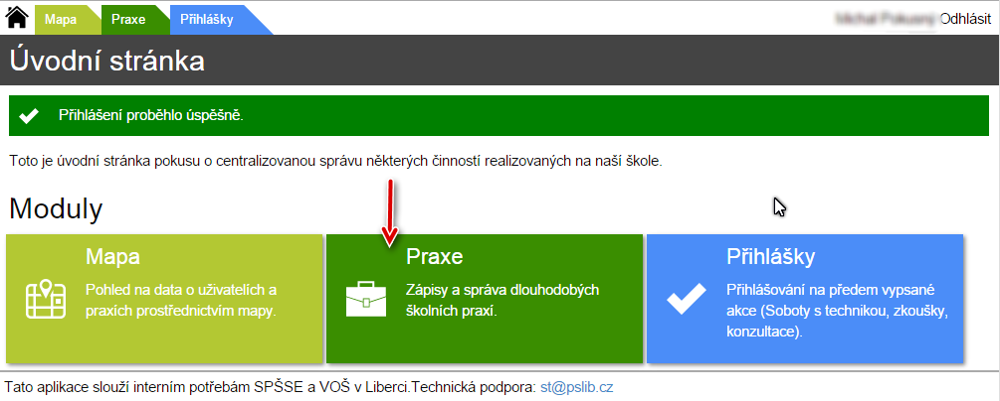 Mapa Praxe Přihlášky Odhlásit
Úvodní stránka
Přihlášení proběhlo úspěšně.
Toto je úvodní stránka pokusu o centralizovanou správu některých činností realizovaných na naší škole.
Moduly
Mapa
Pohled na data o uživatelích a
praxích prostřednictvím mapy.
Praxe
Zápisy a správa dlouhodobých
školních praxí.
Přihlášky
Přihlášování na předem vypsané
akce (Soboty s technikou, zkoušky,
konzultace).
Tato aplikace slouží interním potřebám SPŠSE a VOŠ v Liberci.Technická podpora: st@pslib.cz